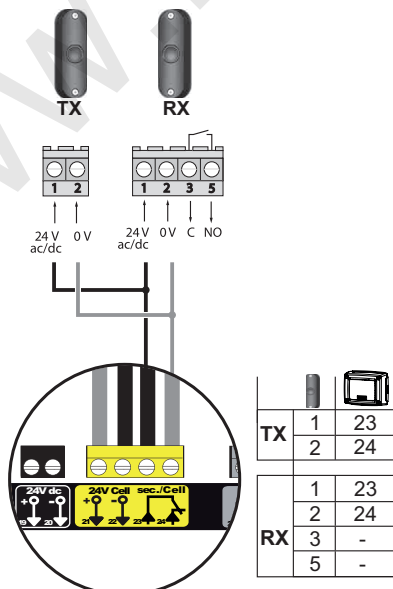 TX RX
1 2 1 2 3 5
24 V ac/dc 0 V 24 V ac/dc 0 V C NO
24V dc 24V Cell sec./Cell
+ - + -
19 20 21 22 23 24
TX 1 23
2 24
RX 1 23
2 24
3 -
5 -